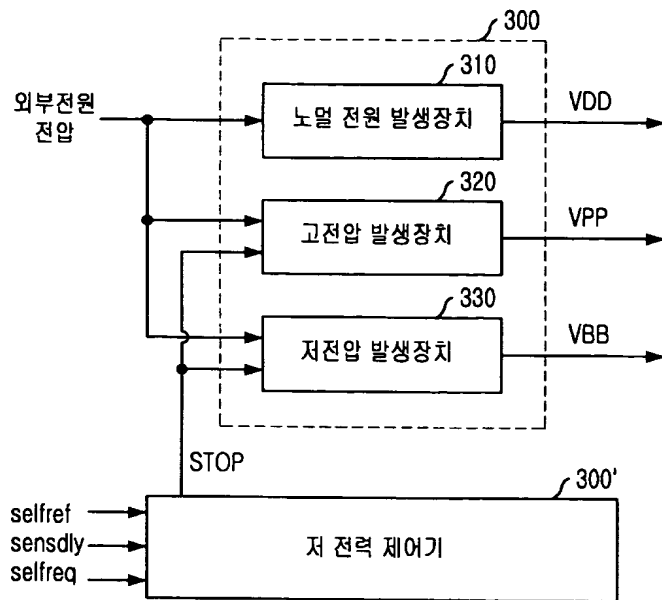 300
310
외부전원
전압
노멀 전원 발생장치
VDD
320
고전압 발생장치
VPP
330
저전압 발생장치
VBB
STOP
300'
selfref
sensdly
selfreq
저 전력 제어기